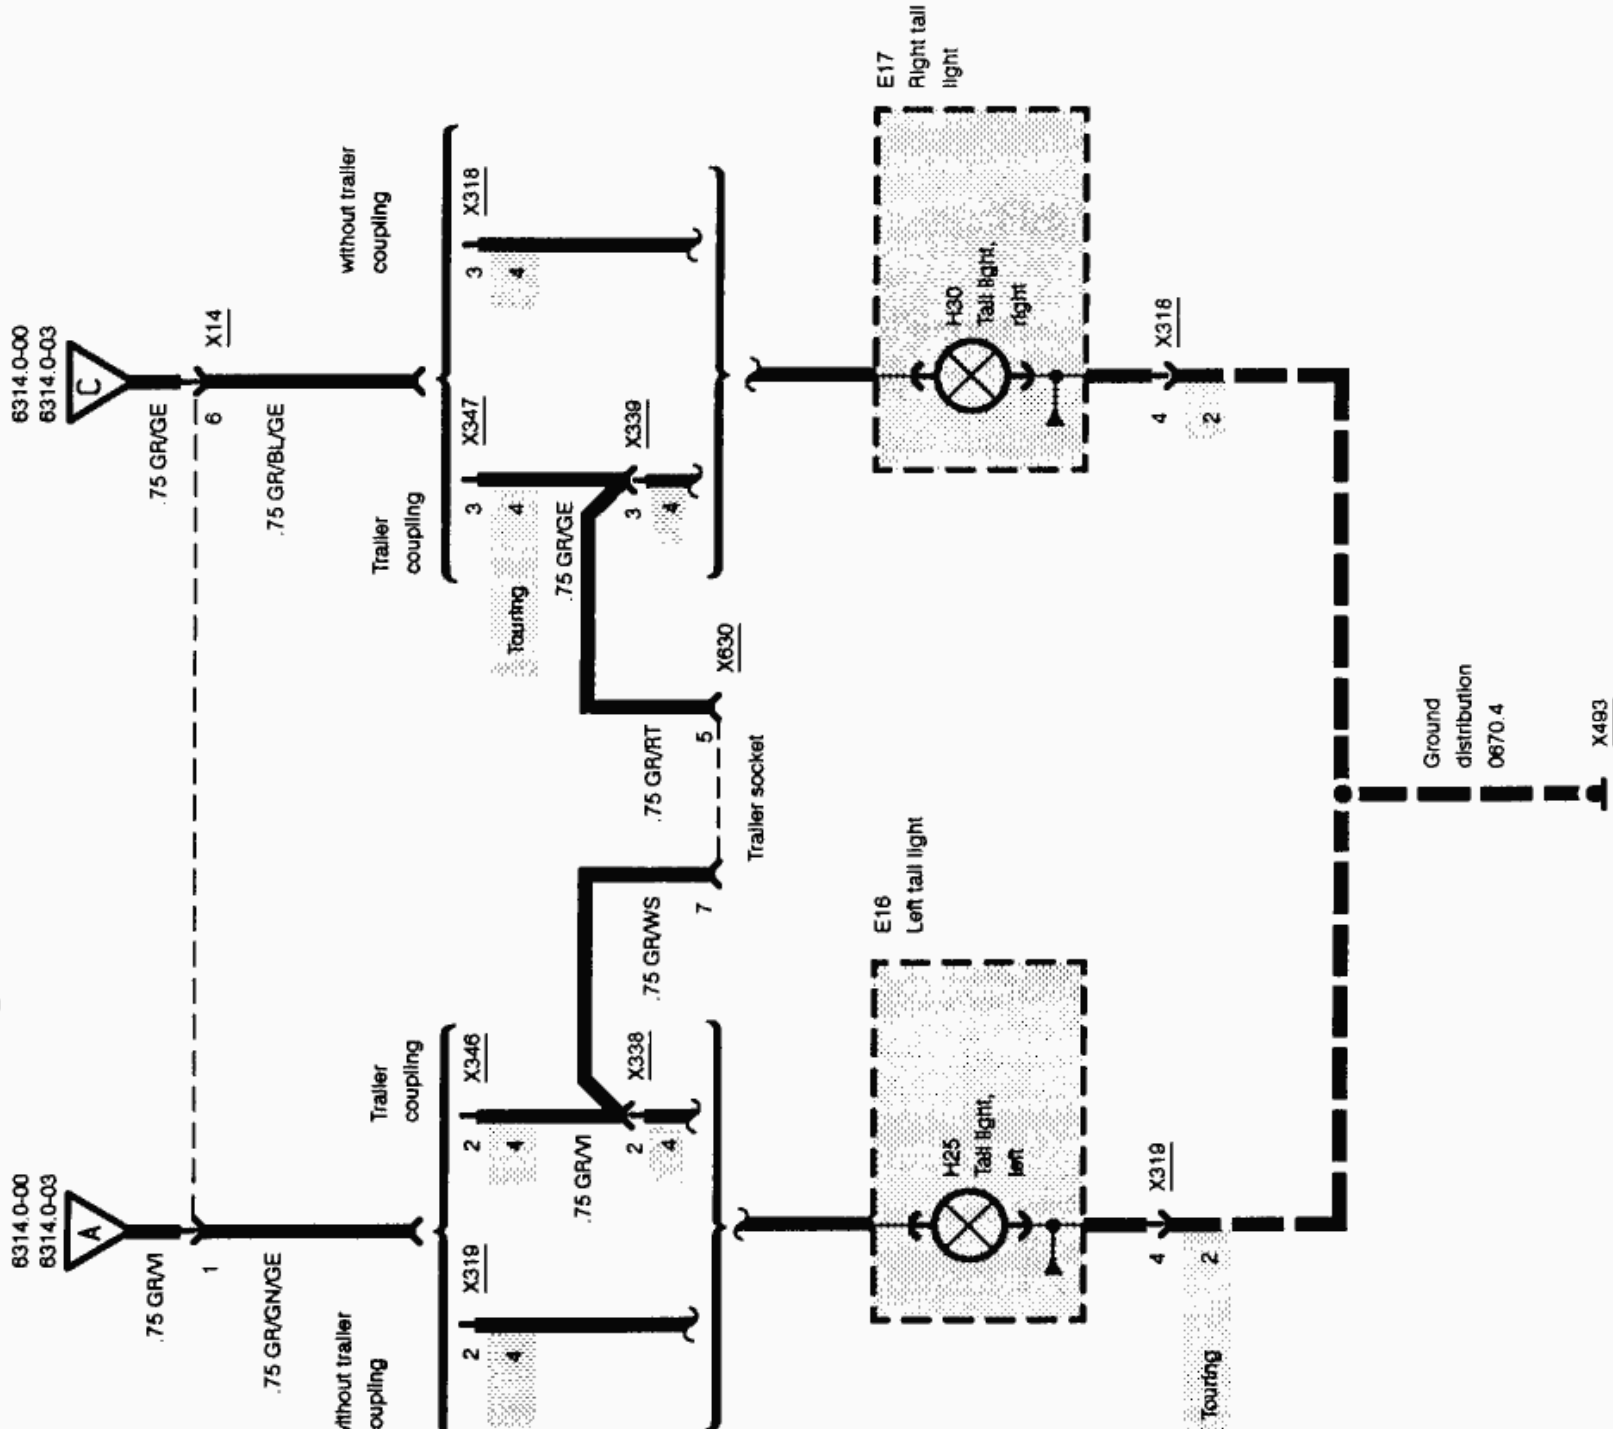 6314.0-00
6314.0-03
A
.75 GR/VI
1
.75 GR/GN/GE
6314.0-00
6314.0-03
C
.75 GR/GE
X14
6
.75 GR/BL/GE
without trailer
coupling
X319
2
4
Trailer
coupling
X346
2
4
.75 GR/VI
X338
2
4
.75 GR/WS
7
Trailer socket
.75 GR/RT
5
X630
Trailer
coupling
X347
3
4
Touring
.75 GR/GE
X339
3
4
without trailer
coupling
X318
3
4
E16
Left tail light
H25
Tail light,
left
X319
4
2
Touring
E17
Right tail
light
H30
Tail light,
right
X318
4
2
Ground
distribution
0670.4
X493